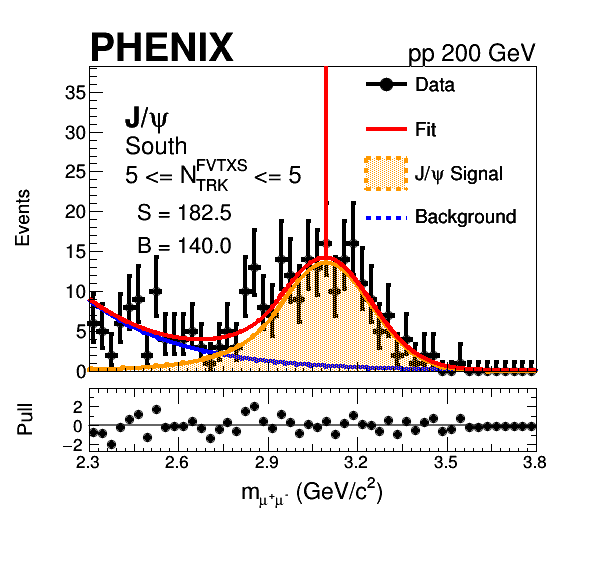 PHENIX pp 200 GeV
J/ψ
South
5 <= N_TRK^FVTXS <= 5
S = 182.5
B = 140.0
Data
Fit
J/ψ Signal
Background
Events
35
30
25
20
15
10
5
0
Pull
2
0
−2
2.3 2.6 2.9 3.2 3.5 3.8
m_μ⁺μ⁻ (GeV/c²)